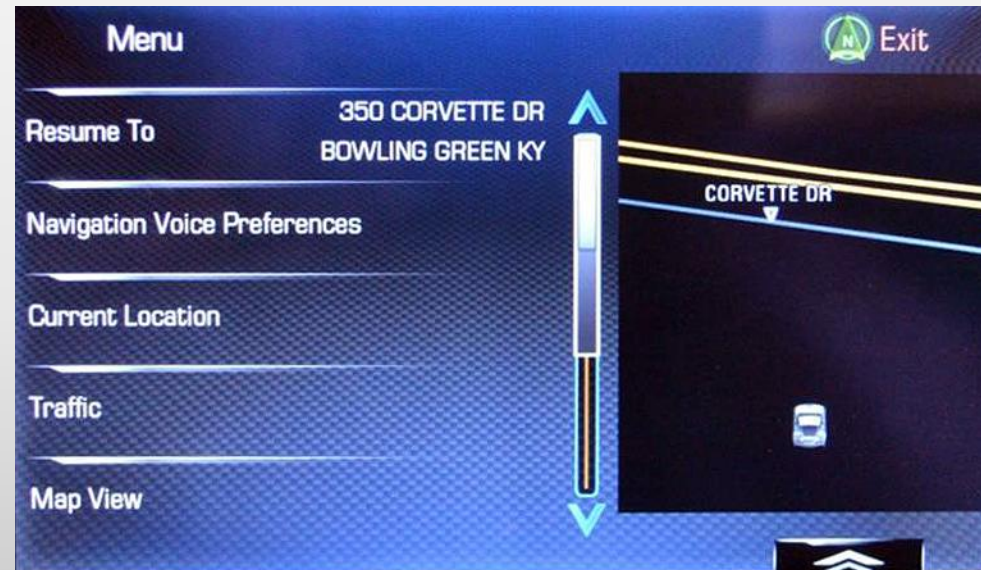 Menu
N
Exit
Resume To
350 CORVETTE DR
BOWLING GREEN KY
Navigation Voice Preferences
Current Location
Traffic
Map View
CORVETTE DR